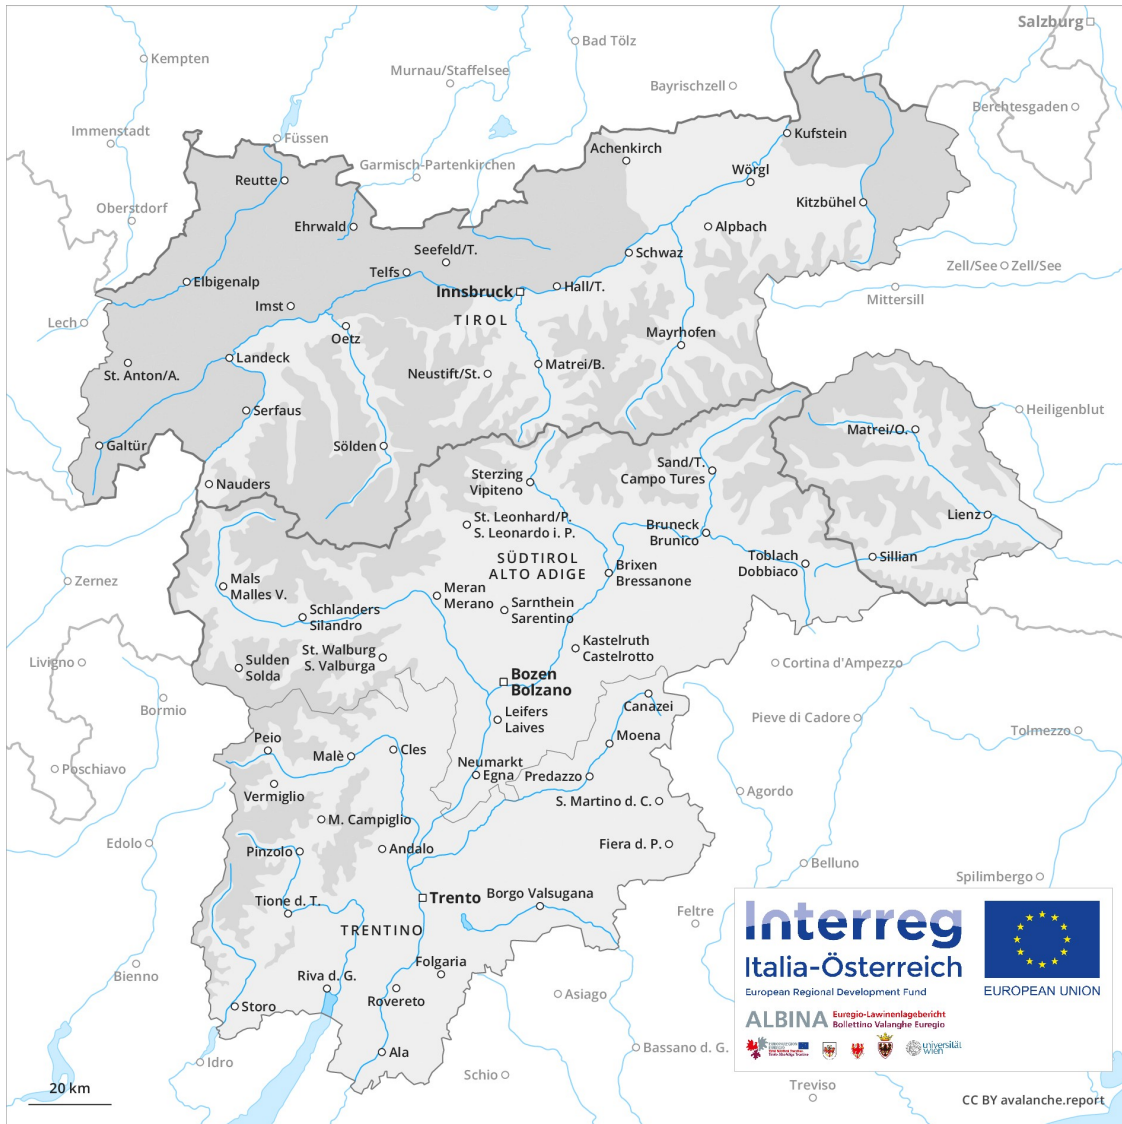 Salzburg
Bad Tölz
Kempten
Murnau/Staffelsee
Bayrischzell
Berchtesgaden
Immenstadt
Füssen
Kufstein
Achenkirch
Garmisch-Partenkirchen
Wörgl
Reutte
Oberstdorf
Kitzbühel
Ehrwald
Alpbach
Seefeld/T.
Schwaz
Zell/See
Zell/See
Telfs
Elbigenalp
Innsbruck
Hall/T.
Mittersill
Imst
TIROL
Lech
Oetz
Mayrhofen
Landeck
Matrei/B.
St. Anton/A.
Neustift/St.
Serfaus
Heiligenblut
Matrei/O.
Galtür
Sölden
Sand/T.
Campo Tures
Sterzing
Vipiteno
Nauders
St. Leonhard/P.
S. Leonardo i. P.
Lienz
Bruneck
Brunico
SÜDTIROL
ALTO ADIGE
Toblach
Dobbiaco
Sillian
Brixen
Bressanone
Zernez
Mals
Malles V.
Meran
Merano
Sarnthein
Sarentino
Schlanders
Silandro
Kastelruth
Castelrotto
St. Walburg
S. Valburga
Livigno
Sulden
Solda
Cortina d'Ampezzo
Bozen
Bolzano
Bormio
Canazei
Leifers
Laives
Pieve di Cadore
Tolmezzo
Peio
Moena
Malè
Cles
Neumarkt
Egna
Predazzo
Poschiavo
Vermiglio
S. Martino d. C.
Agordo
M. Campiglio
Edolo
Pinzolo
Andalo
Fiera d. P.
Belluno
Spilimbergo
Tione d. T.
Trento
Borgo Valsugana
Feltre
TRENTINO
Folgaria
Bienno
Riva d. G.
Rovereto
Asiago
Storo
Idro
Ala
Bassano d. G.
Schio
Treviso
20 km
Interreg
Italia-Österreich
European Regional Development Fund
EUROPEAN UNION
ALBINA
Euregio-Lawinenlagebericht
Bollettino Valanghe Euregio
universität
wien
CC BY avalanche.report